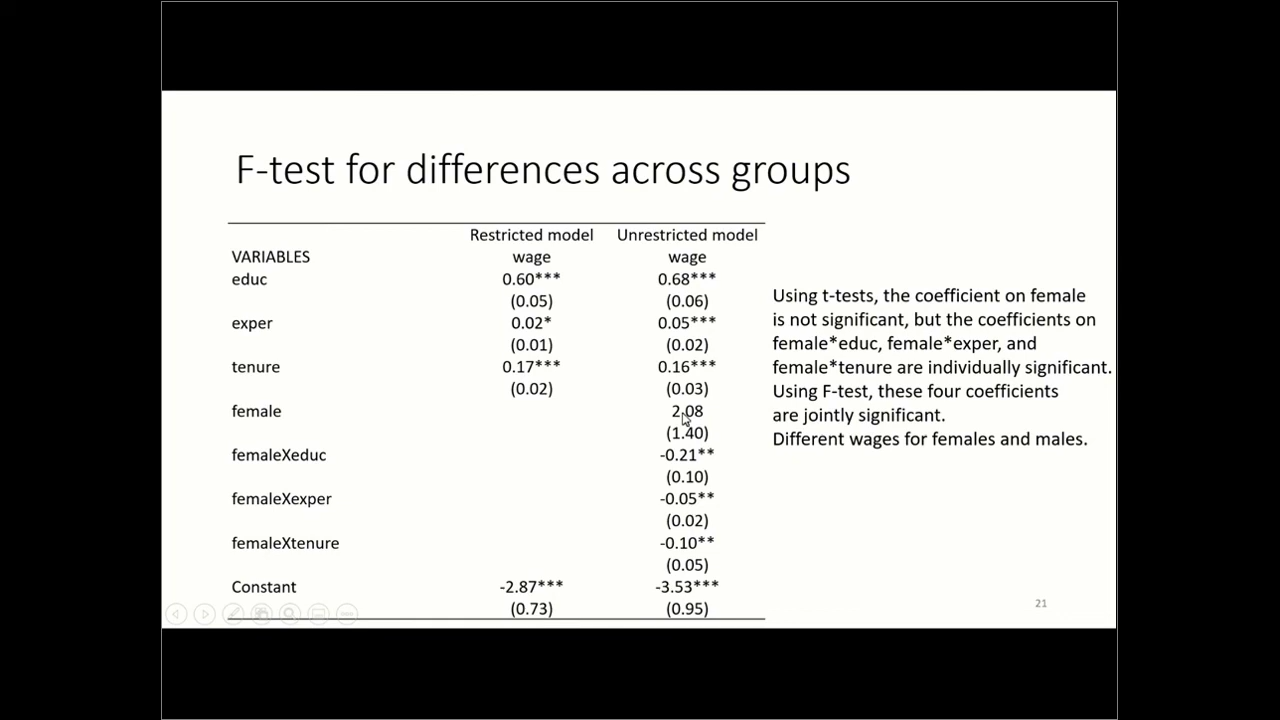 F-test for differences across groups
Restricted model Unrestricted model
VARIABLES wage wage
educ 0.60*** 0.68***
(0.05) (0.06)
exper 0.02* 0.05***
(0.01) (0.02)
tenure 0.17*** 0.16***
(0.02) (0.03)
female 2.08
(1.40)
femaleXeduc -0.21**
(0.10)
femaleXexper -0.05**
(0.02)
femaleXtenure -0.10**
(0.05)
Constant -2.87*** -3.53***
(0.73) (0.95)
Using t-tests, the coefficient on female
is not significant, but the coefficients on
female*educ, female*exper, and
female*tenure are individually significant.
Using F-test, these four coefficients
are jointly significant.
Different wages for females and males.
21